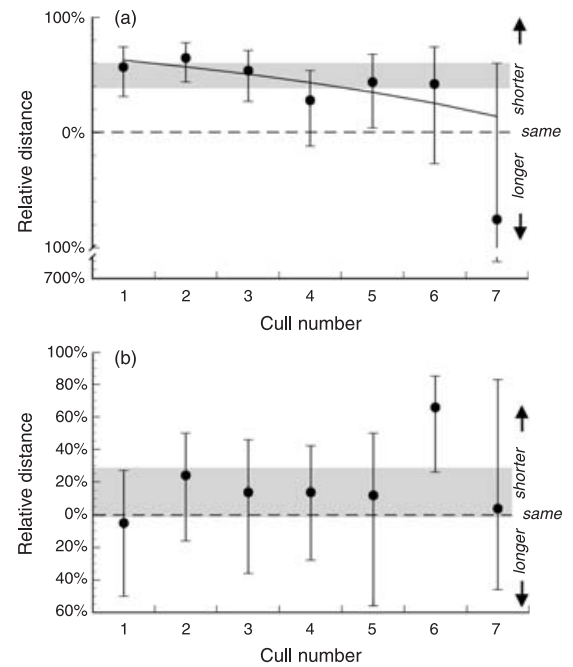 (a)
100%
0%
100%
700%
Relative distance
shorter
same
longer
1 2 3 4 5 6 7
Cull number
(b)
100%
80%
60%
40%
20%
0%
20%
40%
60%
Relative distance
shorter
same
longer
1 2 3 4 5 6 7
Cull number